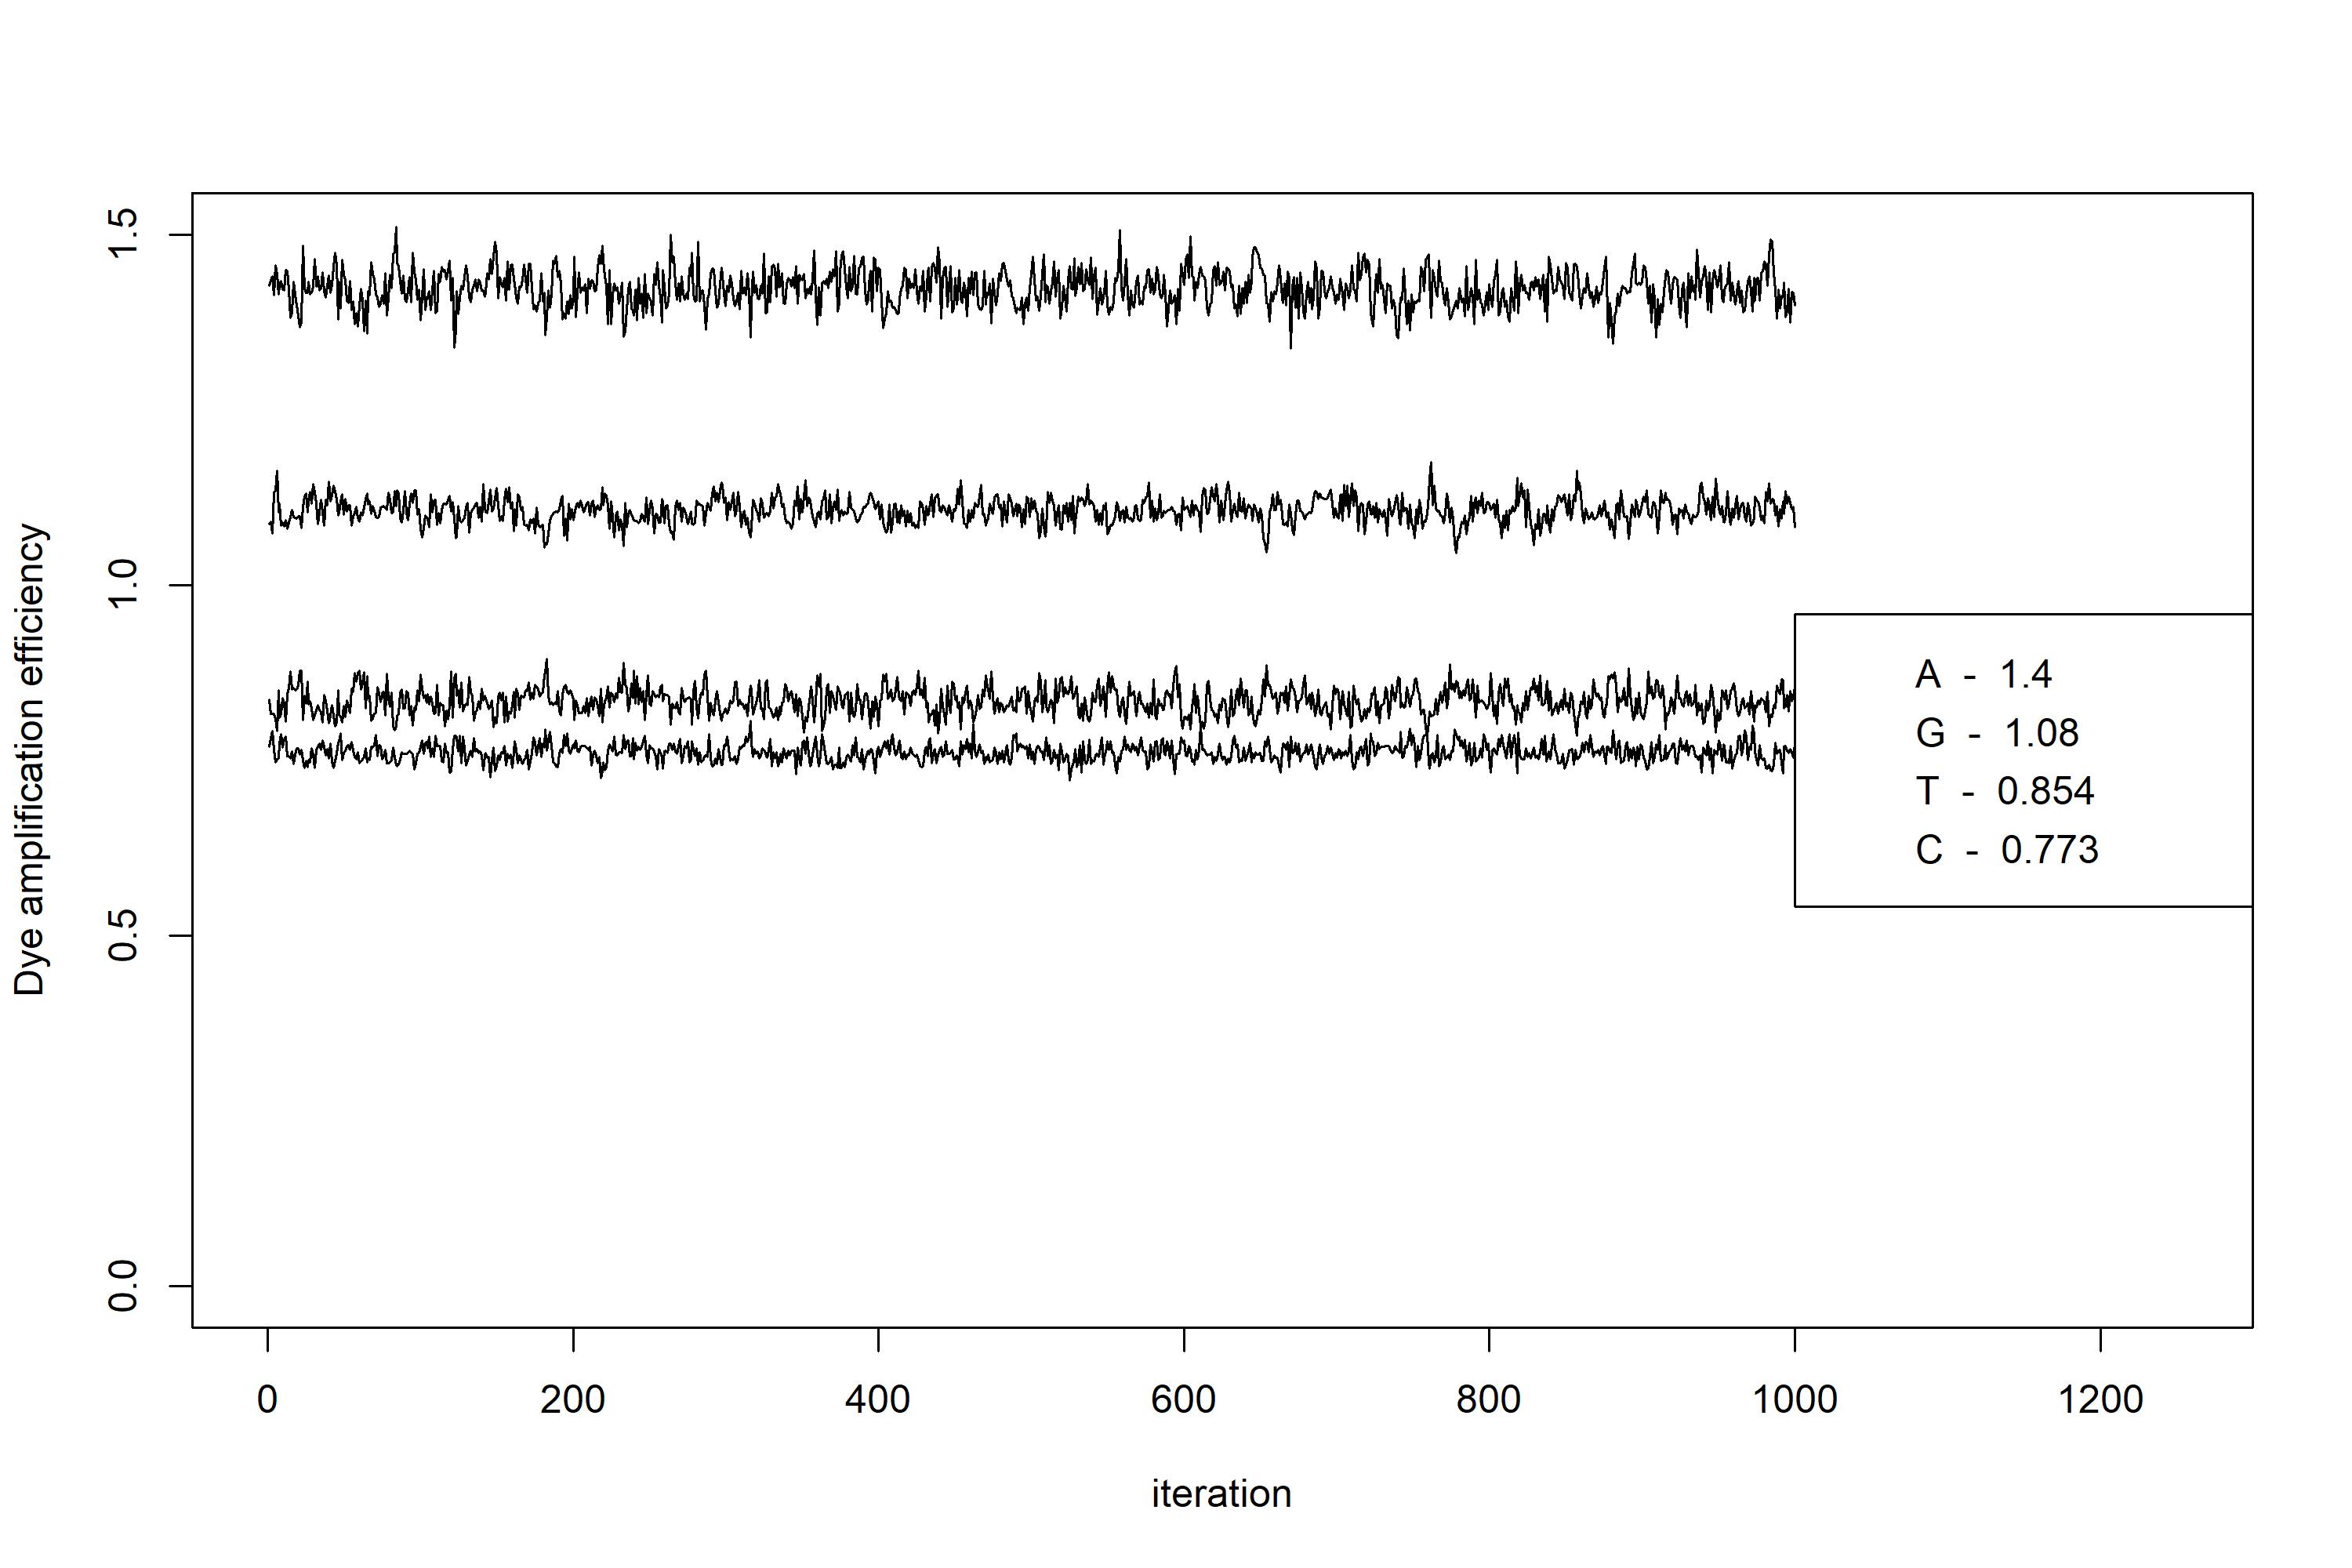 Dye amplification efficiency
1.5
1.0
0.5
0.0
A - 1.4
G - 1.08
T - 0.854
C - 0.773
0 200 400 600 800 1000 1200
iteration